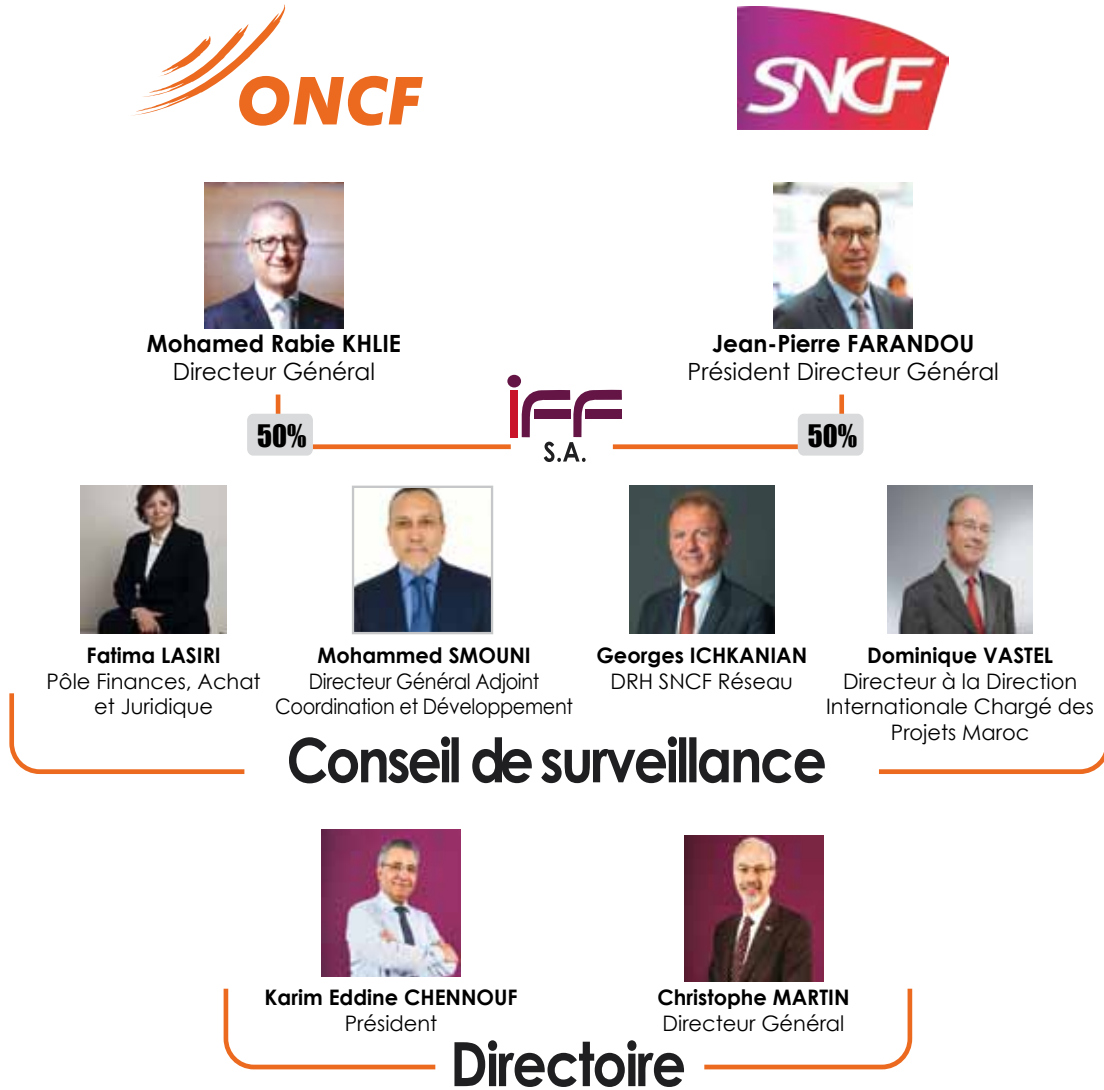 ONCF
SNCF
Mohamed Rabie KHLIE
Directeur Général
Jean-Pierre FARANDOU
Président Directeur Général
50%
iFF
S.A.
50%
Fatima LASIRI
Pôle Finances, Achat
et Juridique
Mohammed SMOUNI
Directeur Général Adjoint
Coordination et Développement
Georges ICHKANIAN
DRH SNCF Réseau
Dominique VASTEL
Directeur à la Direction
Internationale Chargé des
Projets Maroc
Conseil de surveillance
Karim Eddine CHENNOUF
Président
Christophe MARTIN
Directeur Général
Directoire